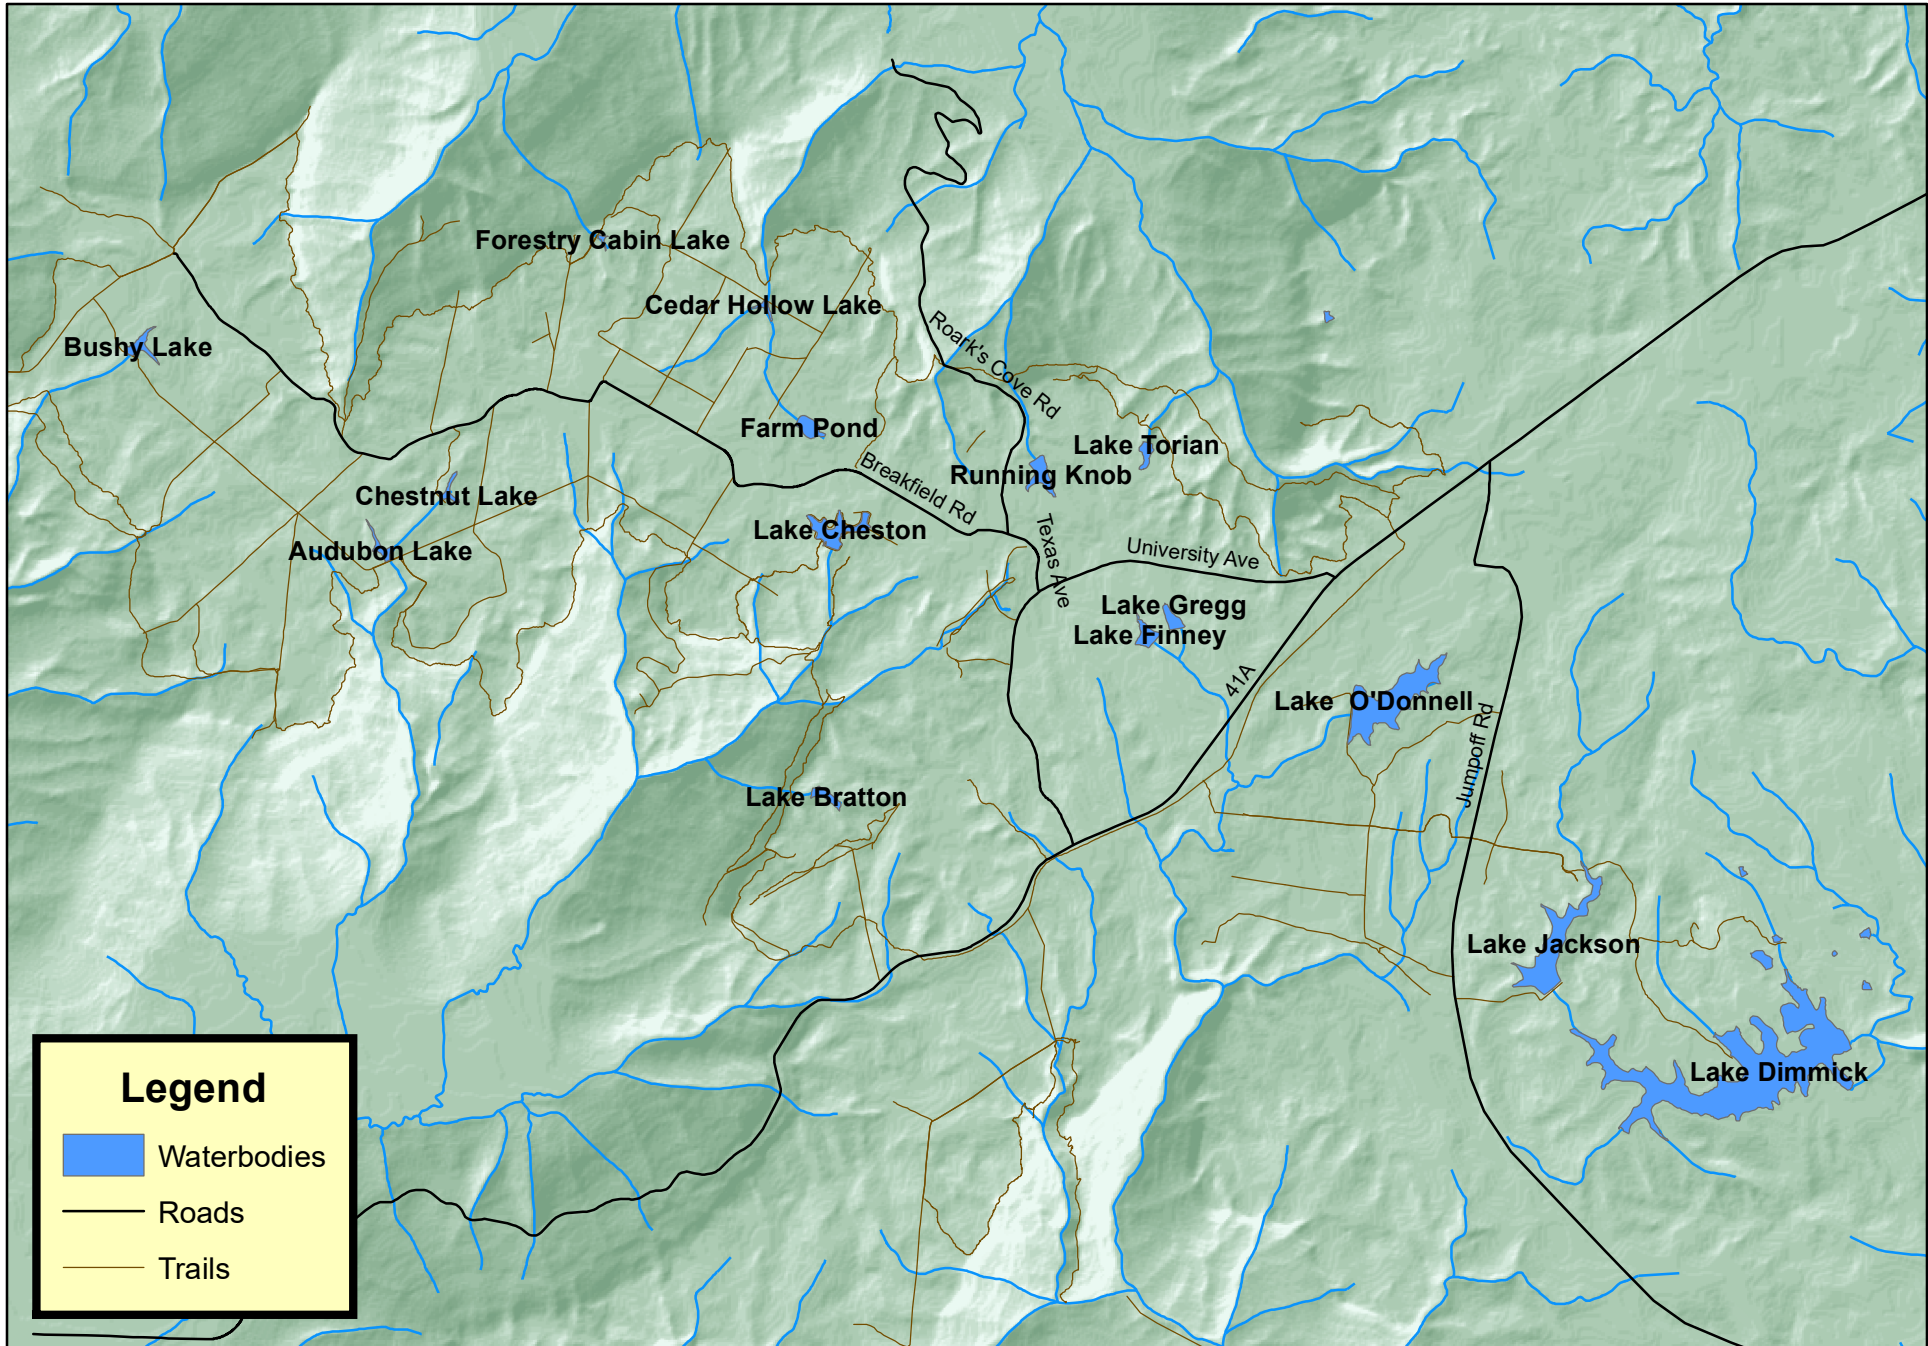 Forestry Cabin Lake
Cedar Hollow Lake
Bushy Lake
Roark's Cove Rd
Farm Pond
Lake Torian
Running Knob
Breakfield Rd
Chestnut Lake
Lake Cheston
Audubon Lake
Texas Ave
University Ave
Lake Gregg
Lake Finney
41A
Lake O'Donnell
Jumpoff Rd
Lake Bratton
Lake Jackson
Lake Dimmick
Legend
Waterbodies
Roads
Trails